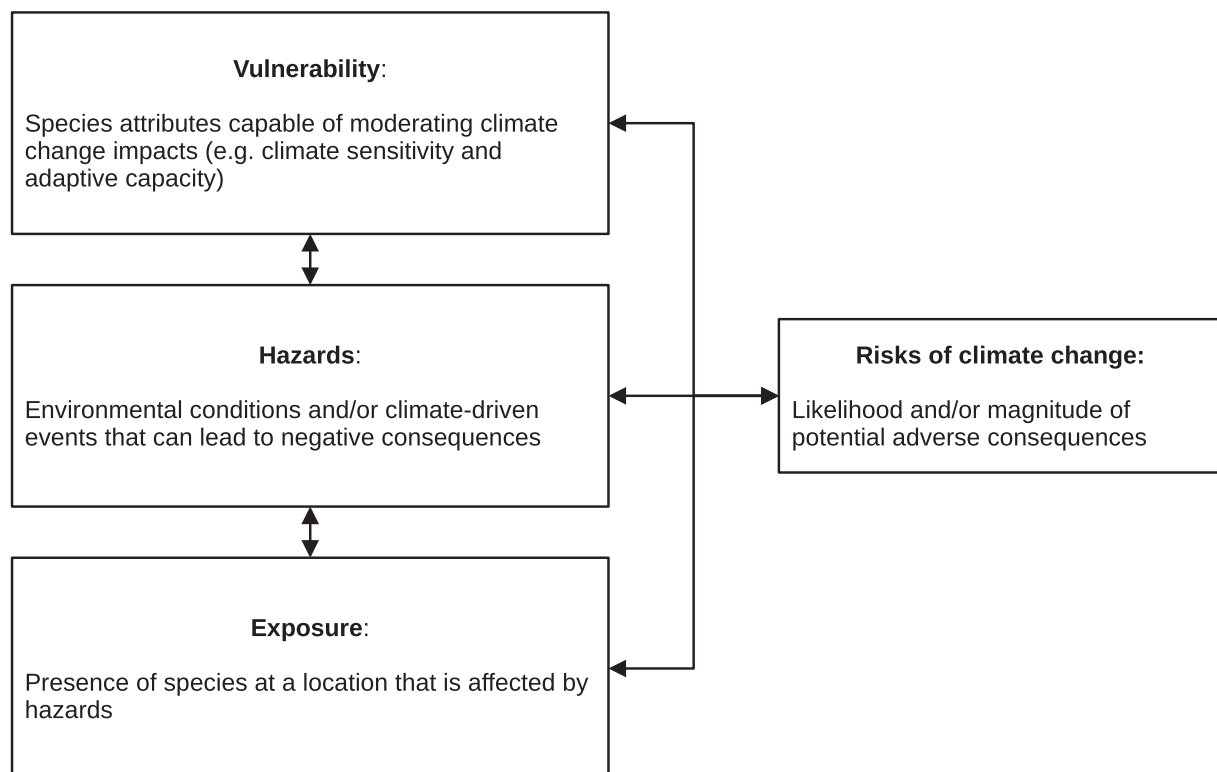 Vulnerability:
Species attributes capable of moderating climate
change impacts (e.g. climate sensitivity and
adaptive capacity)
Hazards:
Environmental conditions and/or climate-driven
events that can lead to negative consequences
Exposure:
Presence of species at a location that is affected by
hazards
Risks of climate change:
Likelihood and/or magnitude of
potential adverse consequences